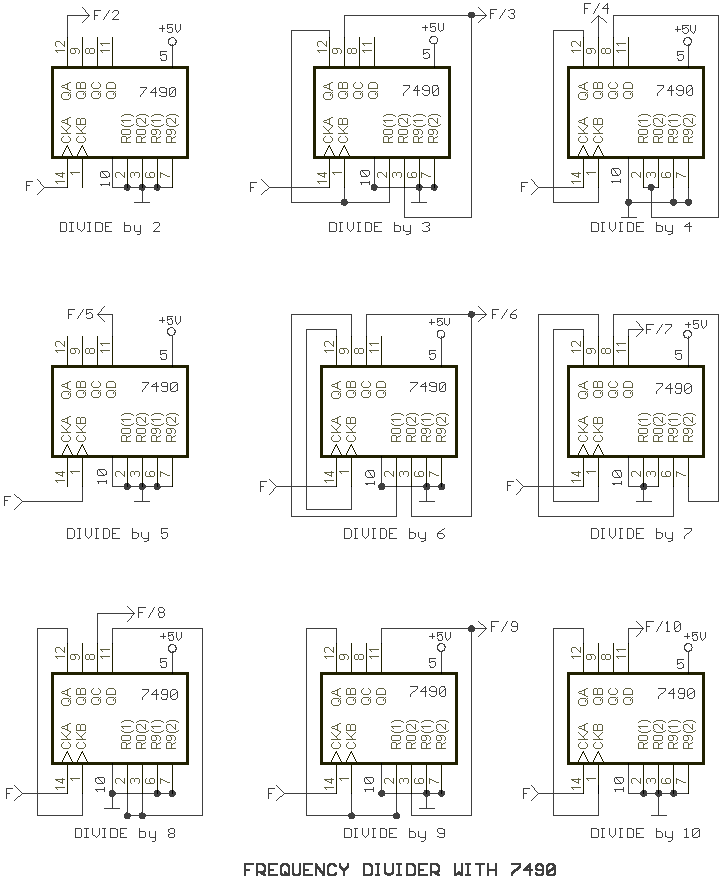 F/2
+5V
12 9 8 11 5
QA QB QC QD 7490
CKA CKB R0(1) R0(2) R9(1) R9(2)
F 14 1 10 2 3 6 7
DIVIDE by 2
F/3
+5V
12 9 8 11 5
QA QB QC QD 7490
CKA CKB R0(1) R0(2) R9(1) R9(2)
F 14 1 10 2 3 6 7
DIVIDE by 3
F/4
+5V
12 9 8 11 5
QA QB QC QD 7490
CKA CKB R0(1) R0(2) R9(1) R9(2)
F 14 1 10 2 3 6 7
DIVIDE by 4
F/5
+5V
12 9 8 11 5
QA QB QC QD 7490
CKA CKB R0(1) R0(2) R9(1) R9(2)
F 14 1 10 2 3 6 7
DIVIDE by 5
F/6
+5V
12 9 8 11 5
QA QB QC QD 7490
CKA CKB R0(1) R0(2) R9(1) R9(2)
F 14 1 10 2 3 6 7
DIVIDE by 6
F/7
+5V
12 9 8 11 5
QA QB QC QD 7490
CKA CKB R0(1) R0(2) R9(1) R9(2)
F 14 1 10 2 3 6 7
DIVIDE by 7
F/8
+5V
12 9 8 11 5
QA QB QC QD 7490
CKA CKB R0(1) R0(2) R9(1) R9(2)
F 14 1 10 2 3 6 7
DIVIDE by 8
F/9
+5V
12 9 8 11 5
QA QB QC QD 7490
CKA CKB R0(1) R0(2) R9(1) R9(2)
F 14 1 10 2 3 6 7
DIVIDE by 9
F/10
+5V
12 9 8 11 5
QA QB QC QD 7490
CKA CKB R0(1) R0(2) R9(1) R9(2)
F 14 1 10 2 3 6 7
DIVIDE by 10
FREQUENCY DIVIDER WITH 7490